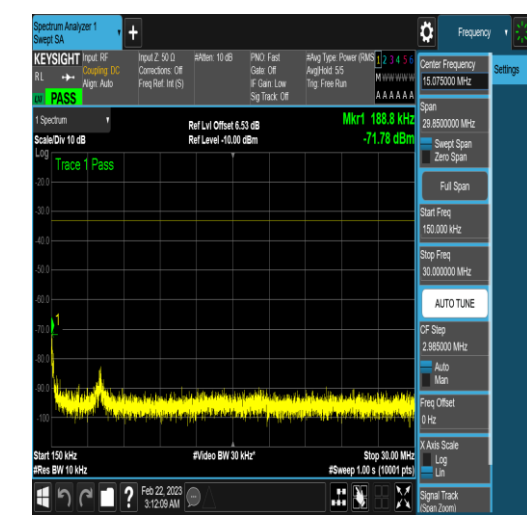 Spectrum Analyzer 1
Swept SA
Frequency
KEYSIGHT
RL
PASS
Input: RF
Coupling: DC
Align: Auto
Input Z: 50 Ω
Corrections: Off
Freq Ref: Int (S)
#Atten: 10 dB
PNO: Fast
Gate: Off
IF Gain: Low
Sig Track: Off
#Avg Type: Power (RMS
Avg|Hold: 5/5
Trig: Free Run
1 2 3 4 5 6
M W W W W W
A A A A A A
1 Spectrum
Scale/Div 10 dB
Ref Lvl Offset 6.53 dB
Ref Level -10.00 dBm
Mkr1 188.8 kHz
-71.78 dBm
Log
Trace 1 Pass
-20.0
-30.0
-40.0
-50.0
-60.0
-70.0
-80.0
-90.0
-100
1
Start 150 kHz
#Res BW 10 kHz
#Video BW 30 kHz*
Stop 30.00 MHz
#Sweep 1.00 s (10001 pts)
Feb 22, 2023
3:12:09 AM
Center Frequency
15.075000 MHz
Settings
Span
29.8500000 MHz
Swept Span
Zero Span
Full Span
Start Freq
150.000 kHz
Stop Freq
30.000000 MHz
AUTO TUNE
CF Step
2.985000 MHz
Auto
Man
Freq Offset
0 Hz
X Axis Scale
Log
Lin
Signal Track
(Span Zoom)